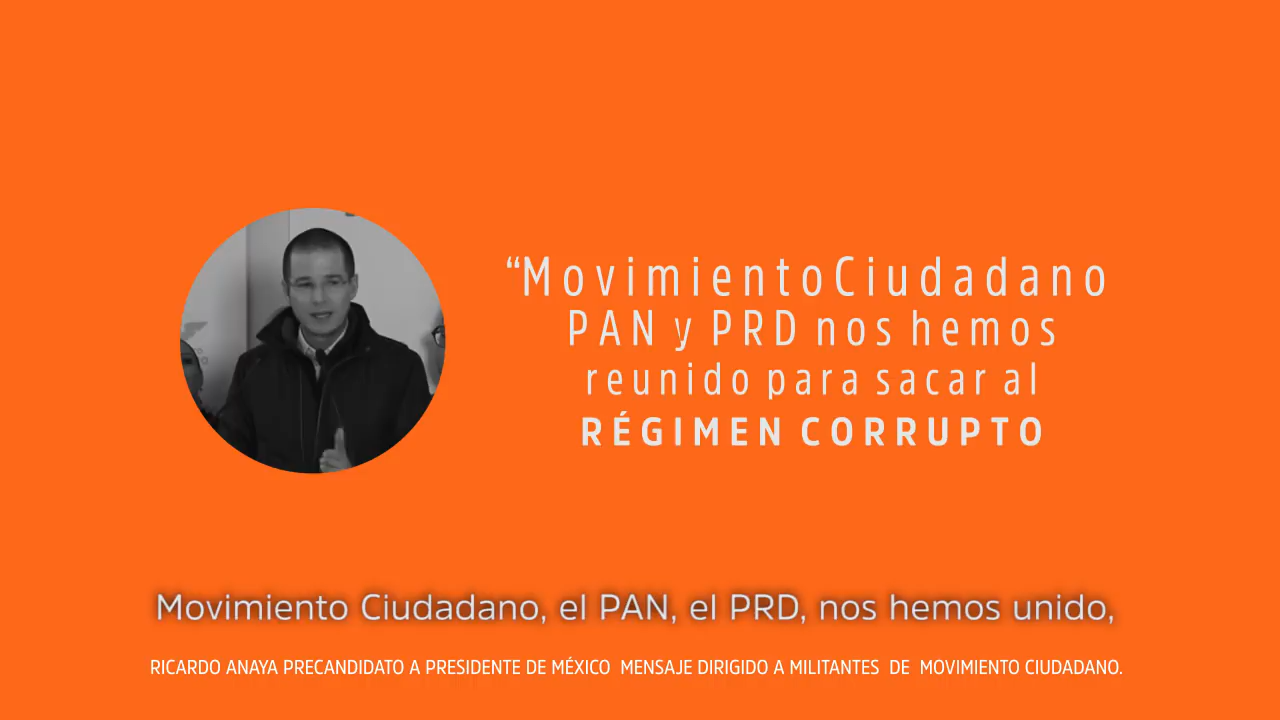 “MovimientoCiudadano
PAN y PRD nos hemos
reunido para sacar al
RÉGIMEN CORRUPTO
Movimiento Ciudadano, el PAN, el PRD, nos hemos unido,
RICARDO ANAYA PRECANDIDATO A PRESIDENTE DE MÉXICO MENSAJE DIRIGIDO A MILITANTES DE MOVIMIENTO CIUDADANO.